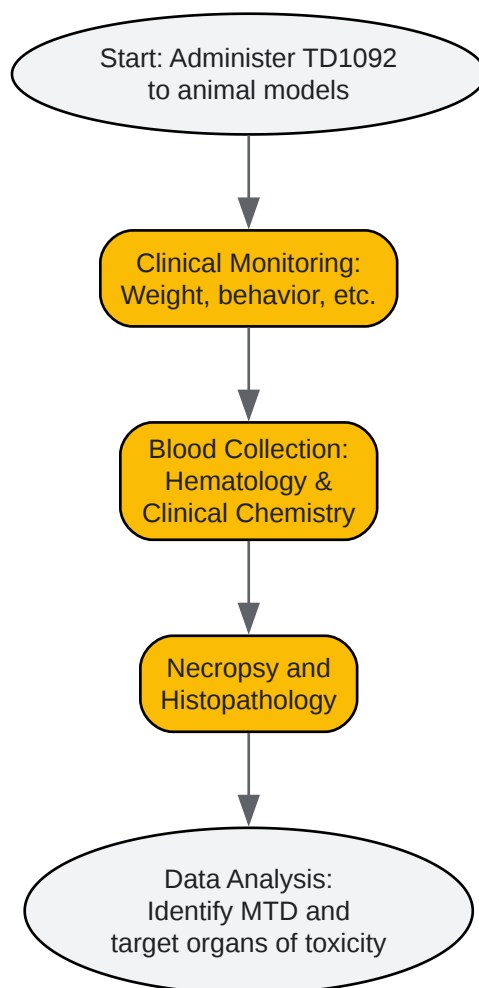 Start: Administer TD1092
to animal models
Clinical Monitoring:
Weight, behavior, etc.
Blood Collection:
Hematology &
Clinical Chemistry
Necropsy and
Histopathology
Data Analysis:
Identify MTD and
target organs of toxicity